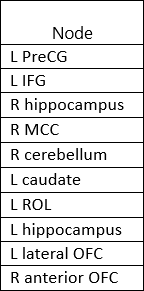 Node
L PreCG
L IFG
R hippocampus
R MCC
R cerebellum
L caudate
L ROL
L hippocampus
L lateral OFC
R anterior OFC